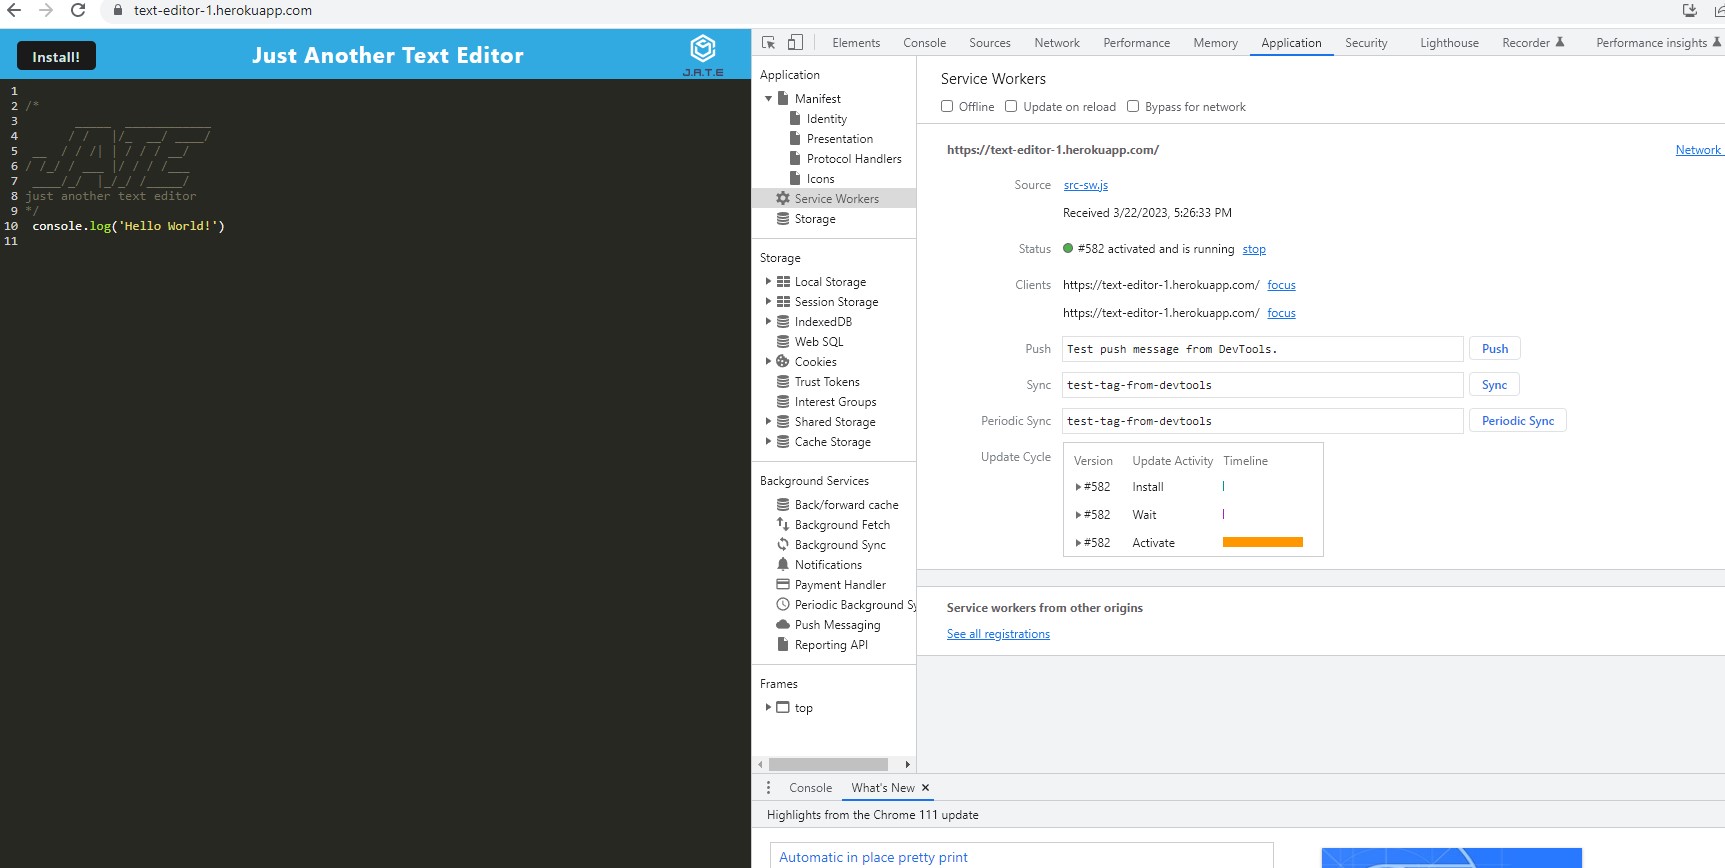 text-editor-1.herokuapp.com
Install!
Just Another Text Editor
J.A.T.E
1
2 /*
3
4
5
6
7
8 just another text editor
9 */
10 console.log('Hello World!')
11
Elements Console Sources Network Performance Memory Application Security Lighthouse Recorder Performance insights
Application
Manifest
Identity
Presentation
Protocol Handlers
Icons
Service Workers
Storage
Storage
Local Storage
Session Storage
IndexedDB
Web SQL
Cookies
Trust Tokens
Interest Groups
Shared Storage
Cache Storage
Background Services
Back/forward cache
Background Fetch
Background Sync
Notifications
Payment Handler
Periodic Background Sy
Push Messaging
Reporting API
Frames
top
Service Workers
Offline Update on reload Bypass for network
https://text-editor-1.herokuapp.com/ Network
Source src-sw.js
Received 3/22/2023, 5:26:33 PM
Status #582 activated and is running stop
Clients https://text-editor-1.herokuapp.com/ focus
https://text-editor-1.herokuapp.com/ focus
Push Test push message from DevTools. Push
Sync test-tag-from-devtools Sync
Periodic Sync test-tag-from-devtools Periodic Sync
Update Cycle Version Update Activity Timeline
#582 Install
#582 Wait
#582 Activate
Service workers from other origins
See all registrations
Console What's New ×
Highlights from the Chrome 111 update
Automatic in place pretty print